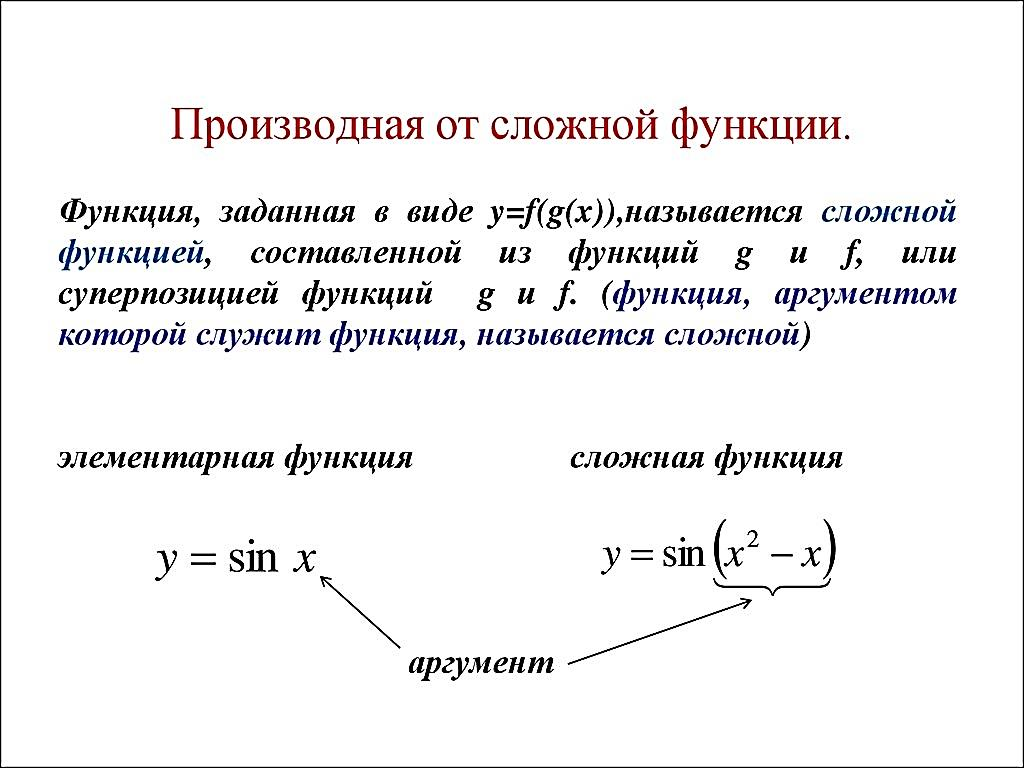 Производная от сложной функции.
Функция, заданная в виде y=f(g(x)),называется сложной
функцией, составленной из функций g и f, или
суперпозицией функций g и f. (функция, аргументом
которой служит функция, называется сложной)
элементарная функция сложная функция
y = sin x y = sin (x² − x)
аргумент